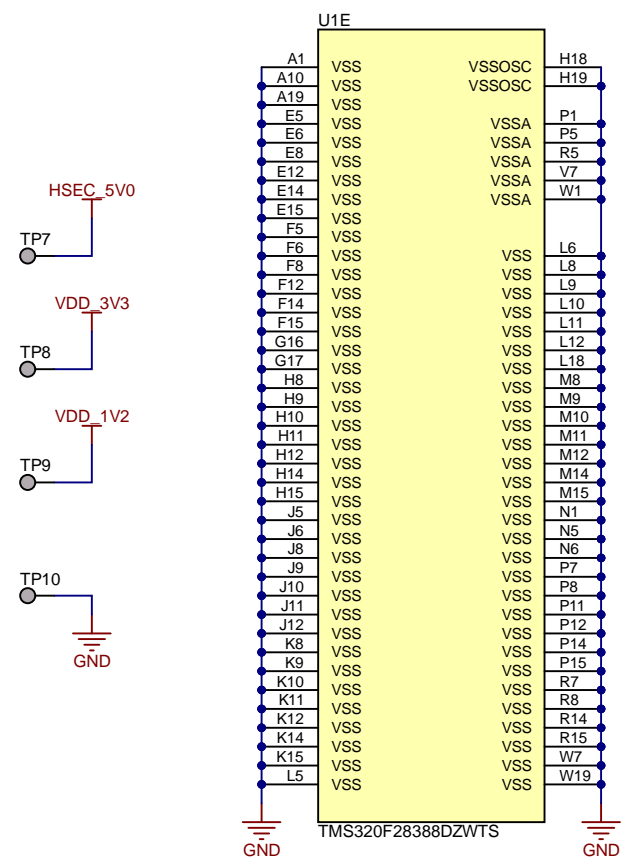 U1E
A1 VSS VSSOSC H18
A10 VSS VSSOSC H19
A19 VSS
E5 VSS VSSA P1
E6 VSS VSSA P5
E8 VSS VSSA R5
E12 VSS VSSA V7
E14 VSS VSSA W1
E15 VSS
F5 VSS
F6 VSS VSS L6
F8 VSS VSS L8
F12 VSS VSS L9
F14 VSS VSS L10
F15 VSS VSS L11
G16 VSS VSS L12
G17 VSS VSS L18
H8 VSS VSS M8
H9 VSS VSS M9
H10 VSS VSS M10
H11 VSS VSS M11
H12 VSS VSS M12
H14 VSS VSS M14
H15 VSS VSS M15
J5 VSS VSS N1
J6 VSS VSS N5
J8 VSS VSS N6
J9 VSS VSS P7
J10 VSS VSS P8
J11 VSS VSS P11
J12 VSS VSS P12
K8 VSS VSS P14
K9 VSS VSS P15
K10 VSS VSS R7
K11 VSS VSS R8
K12 VSS VSS R14
K14 VSS VSS R15
K15 VSS VSS W7
L5 VSS VSS W19
TMS320F28388DZWTS
GND
GND
HSEC_5V0
TP7
VDD_3V3
TP8
VDD_1V2
TP9
TP10
GND